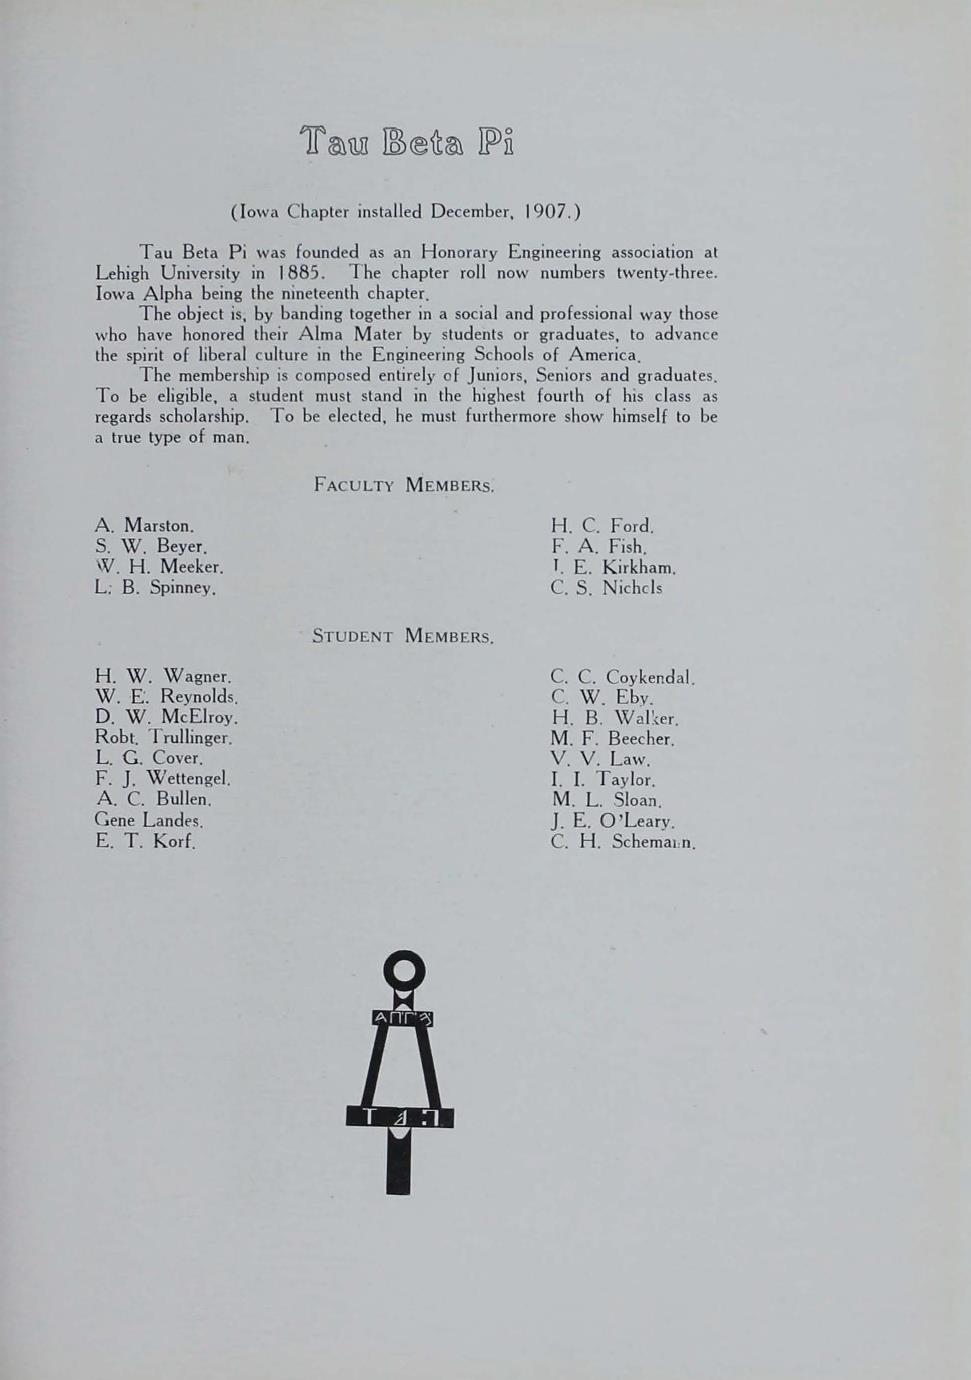 Tau Beta Pi
(Iowa Chapter installed December, 1907.)
Tau Beta Pi was founded as an Honorary Engineering association at
Lehigh University in 1885. The chapter roll now numbers twenty-three.
Iowa Alpha being the nineteenth chapter.
The object is, by banding together in a social and professional way those
who have honored their Alma Mater by students or graduates, to advance
the spirit of liberal culture in the Engineering Schools of America.
The membership is composed entirely of Juniors, Seniors and graduates.
To be eligible, a student must stand in the highest fourth of his class as
regards scholarship. To be elected, he must furthermore show himself to be
a true type of man.
FACULTY MEMBERS.
A. Marston.
S. W. Beyer.
W. H. Meeker.
L. B. Spinney.
H. C. Ford.
F. A. Fish.
J. E. Kirkham.
C. S. Nichols
STUDENT MEMBERS.
H. W. Wagner.
W. E. Reynolds.
D. W. McElroy.
Robt. Trullinger.
L. G. Cover.
F. J. Wettengel.
A. C. Bullen.
Gene Landes.
E. T. Korf.
C. C. Coykendal.
C. W. Eby.
H. B. Walker.
M. F. Beecher.
V. V. Law.
I. I. Taylor.
M. L. Sloan.
J. E. O'Leary.
C. H. Schemann.